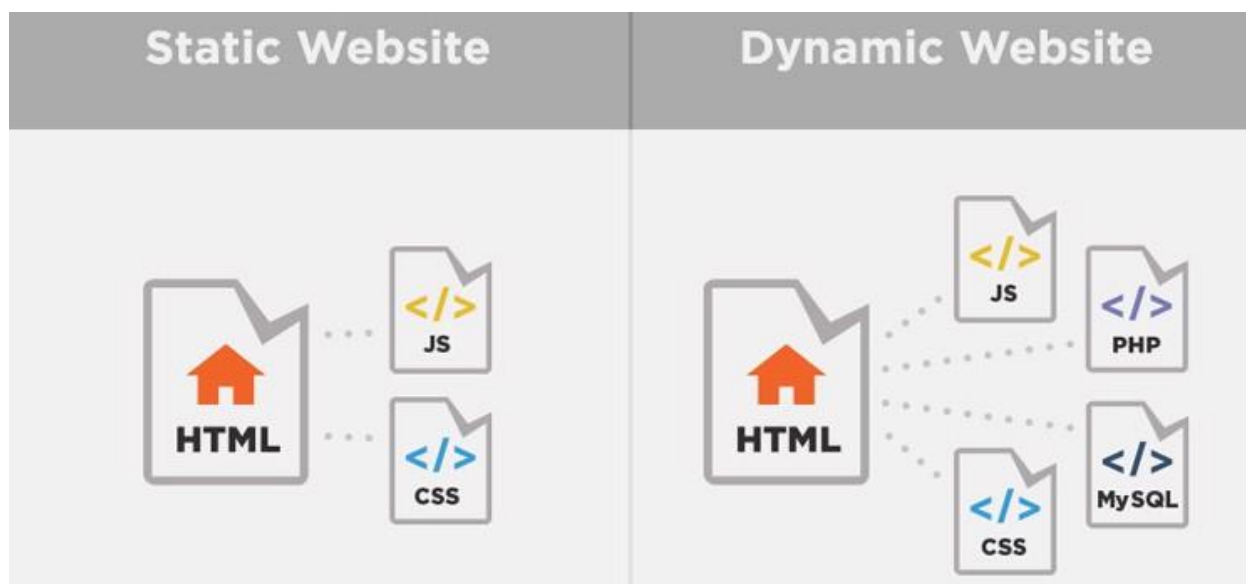 Static Website
Dynamic Website
</>
JS
HTML
</>
CSS
</>
JS
</>
PHP
HTML
</>
MySQL
</>
CSS